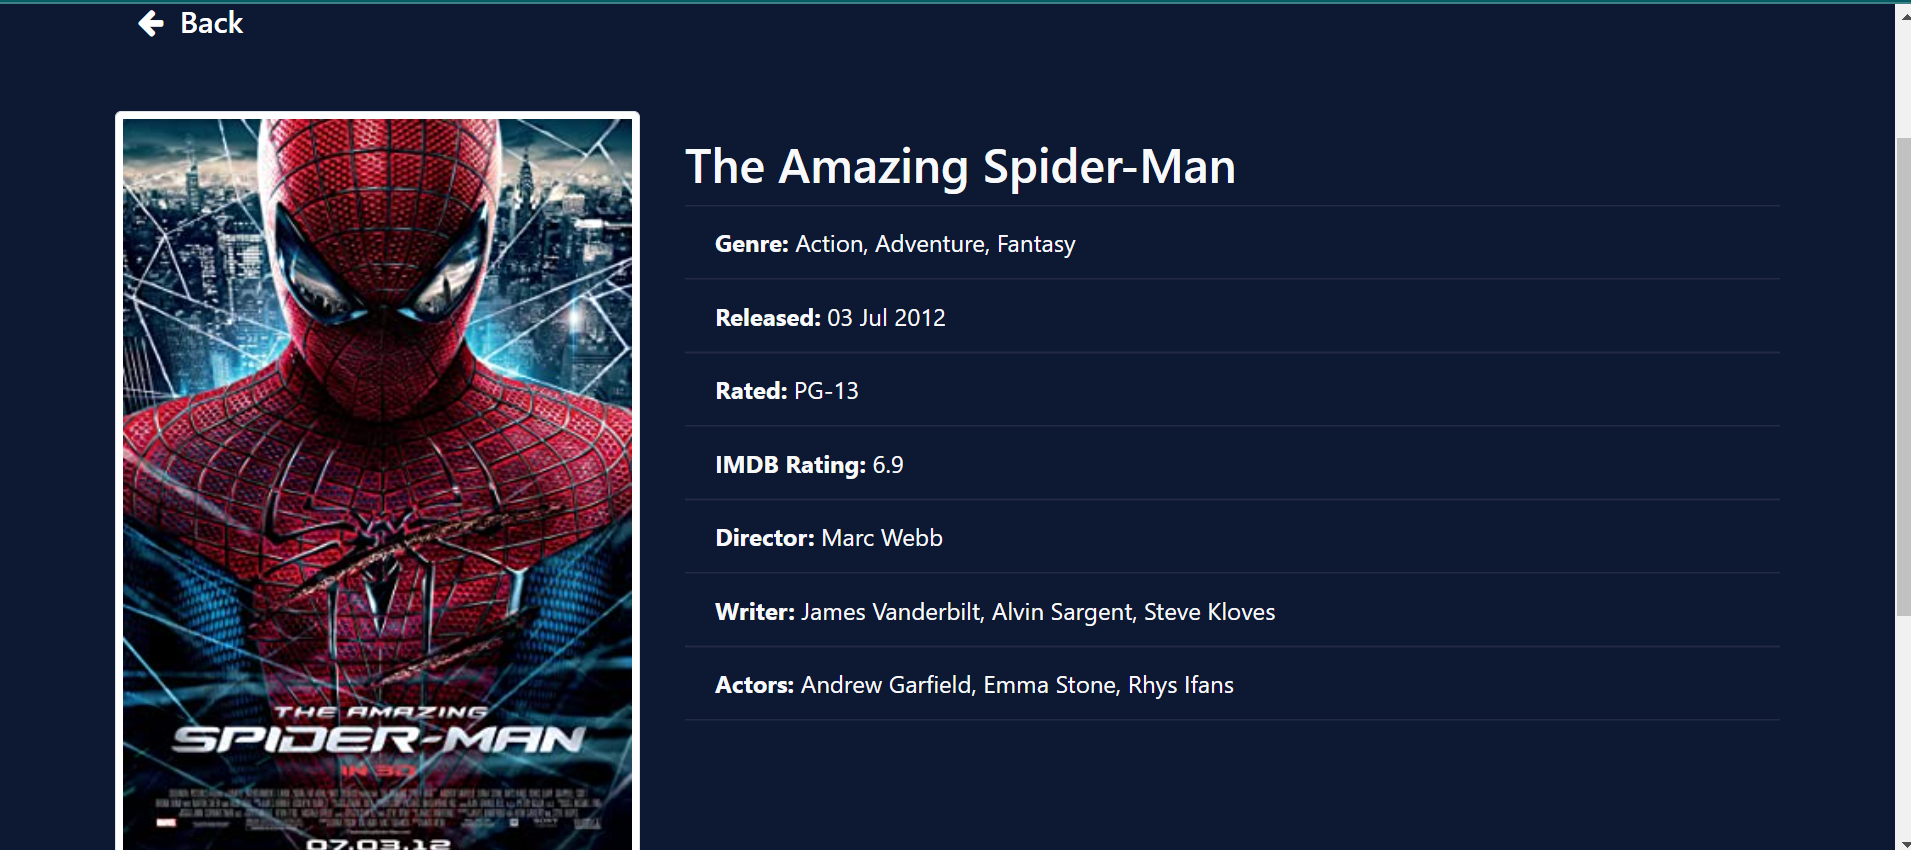 Back
The Amazing Spider-Man
Genre: Action, Adventure, Fantasy
Released: 03 Jul 2012
Rated: PG-13
IMDB Rating: 6.9
Director: Marc Webb
Writer: James Vanderbilt, Alvin Sargent, Steve Kloves
Actors: Andrew Garfield, Emma Stone, Rhys Ifans
THE AMAZING
SPIDER-MAN
IN 3D
MARVEL
SONY
07.03.12